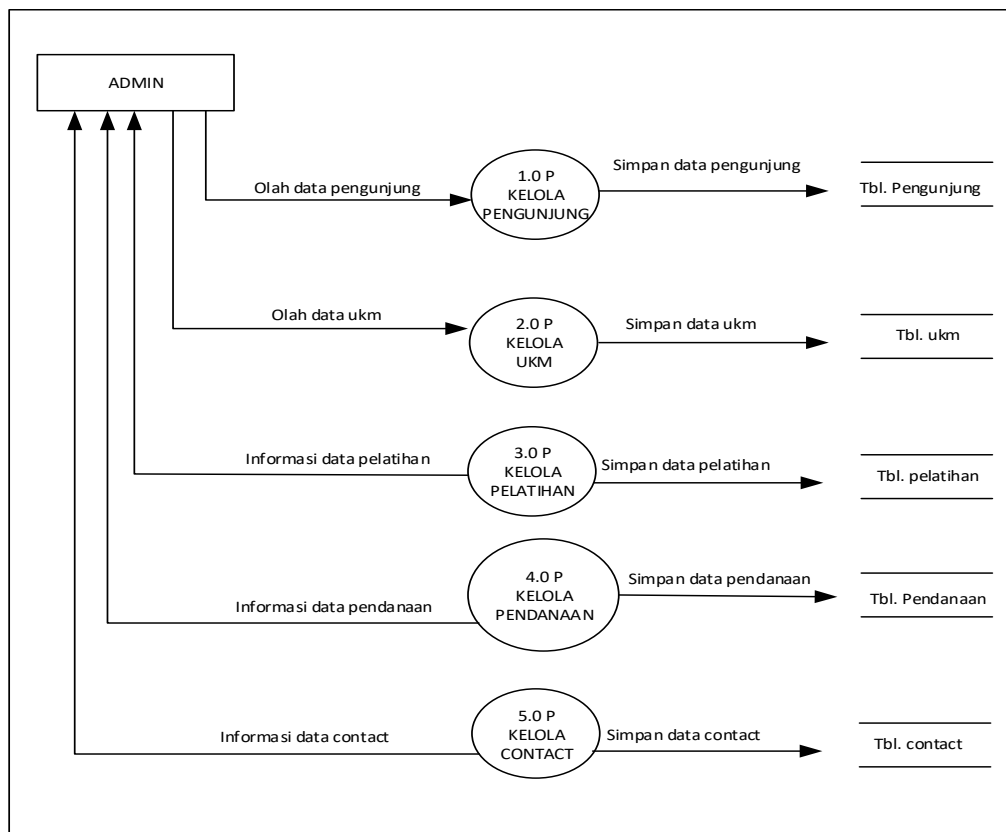 ADMIN
Olah data pengunjung
1.0 P
KELOLA
PENGUNJUNG
Simpan data pengunjung
Tbl. Pengunjung
Olah data ukm
2.0 P
KELOLA
UKM
Simpan data ukm
Tbl. ukm
Informasi data pelatihan
3.0 P
KELOLA
PELATIHAN
Simpan data pelatihan
Tbl. pelatihan
Informasi data pendanaan
4.0 P
KELOLA
PENDANAAN
Simpan data pendanaan
Tbl. Pendanaan
Informasi data contact
5.0 P
KELOLA
CONTACT
Simpan data contact
Tbl. contact